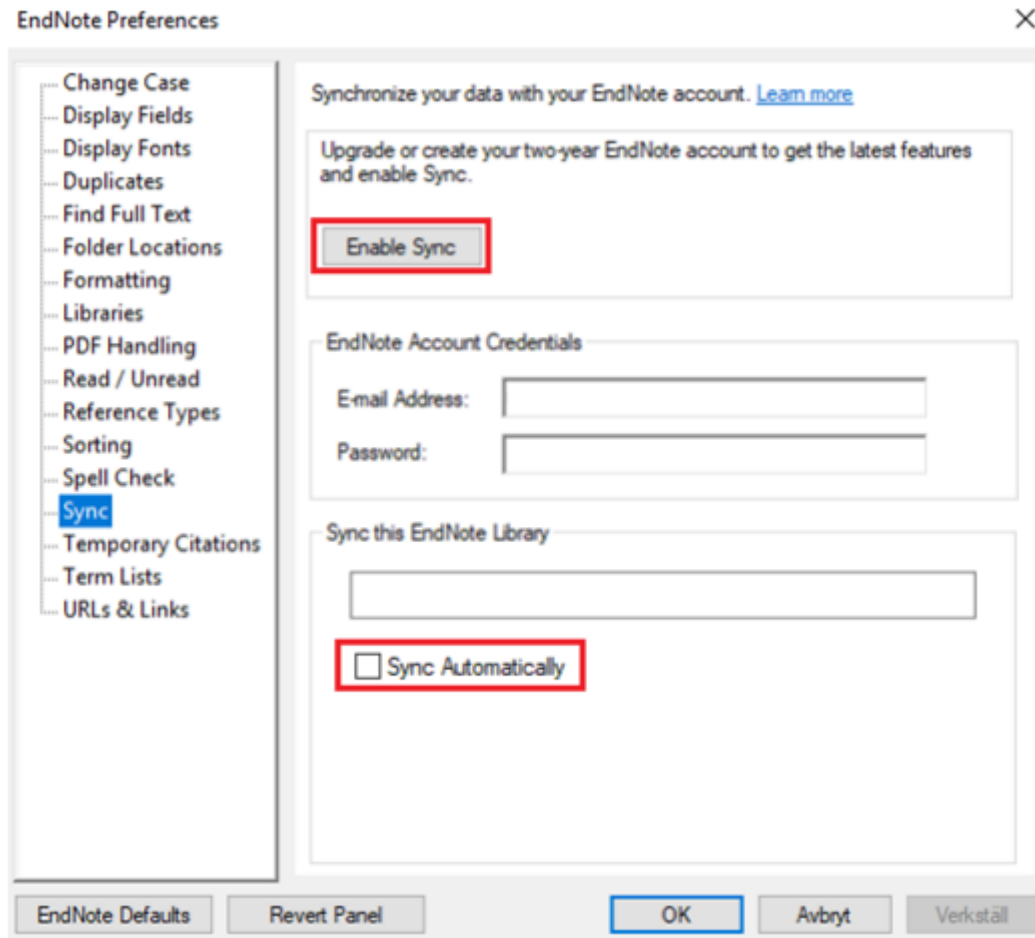 EndNote Preferences
Change Case
Display Fields
Display Fonts
Duplicates
Find Full Text
Folder Locations
Formatting
Libraries
PDF Handling
Read / Unread
Reference Types
Sorting
Spell Check
Sync
Temporary Citations
Term Lists
URLs & Links
Synchronize your data with your EndNote account. Learn more
Upgrade or create your two-year EndNote account to get the latest features
and enable Sync.
Enable Sync
EndNote Account Credentials
E-mail Address:
Password:
Sync this EndNote Library
Sync Automatically
EndNote Defaults
Revert Panel
OK
Avbryt
Verkställ